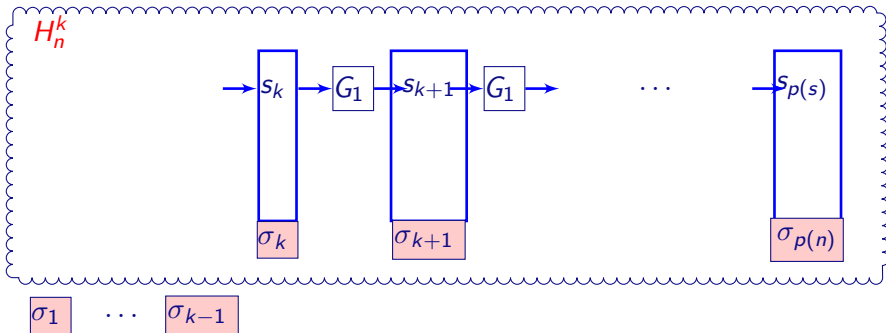 H_n^k
s_k G_1 s_{k+1} G_1 ⋯ s_{p(s)}
σ_k σ_{k+1} σ_{p(n)}
σ_1 ⋯ σ_{k−1}